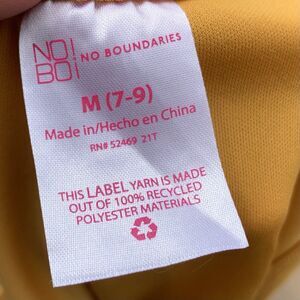 NO!
BO!
NO BOUNDARIES
M (7-9)
Made in/Hecho en China
RN# 52469 21T
THIS LABEL YARN IS MADE
OUT OF 100% RECYCLED
POLYESTER MATERIALS